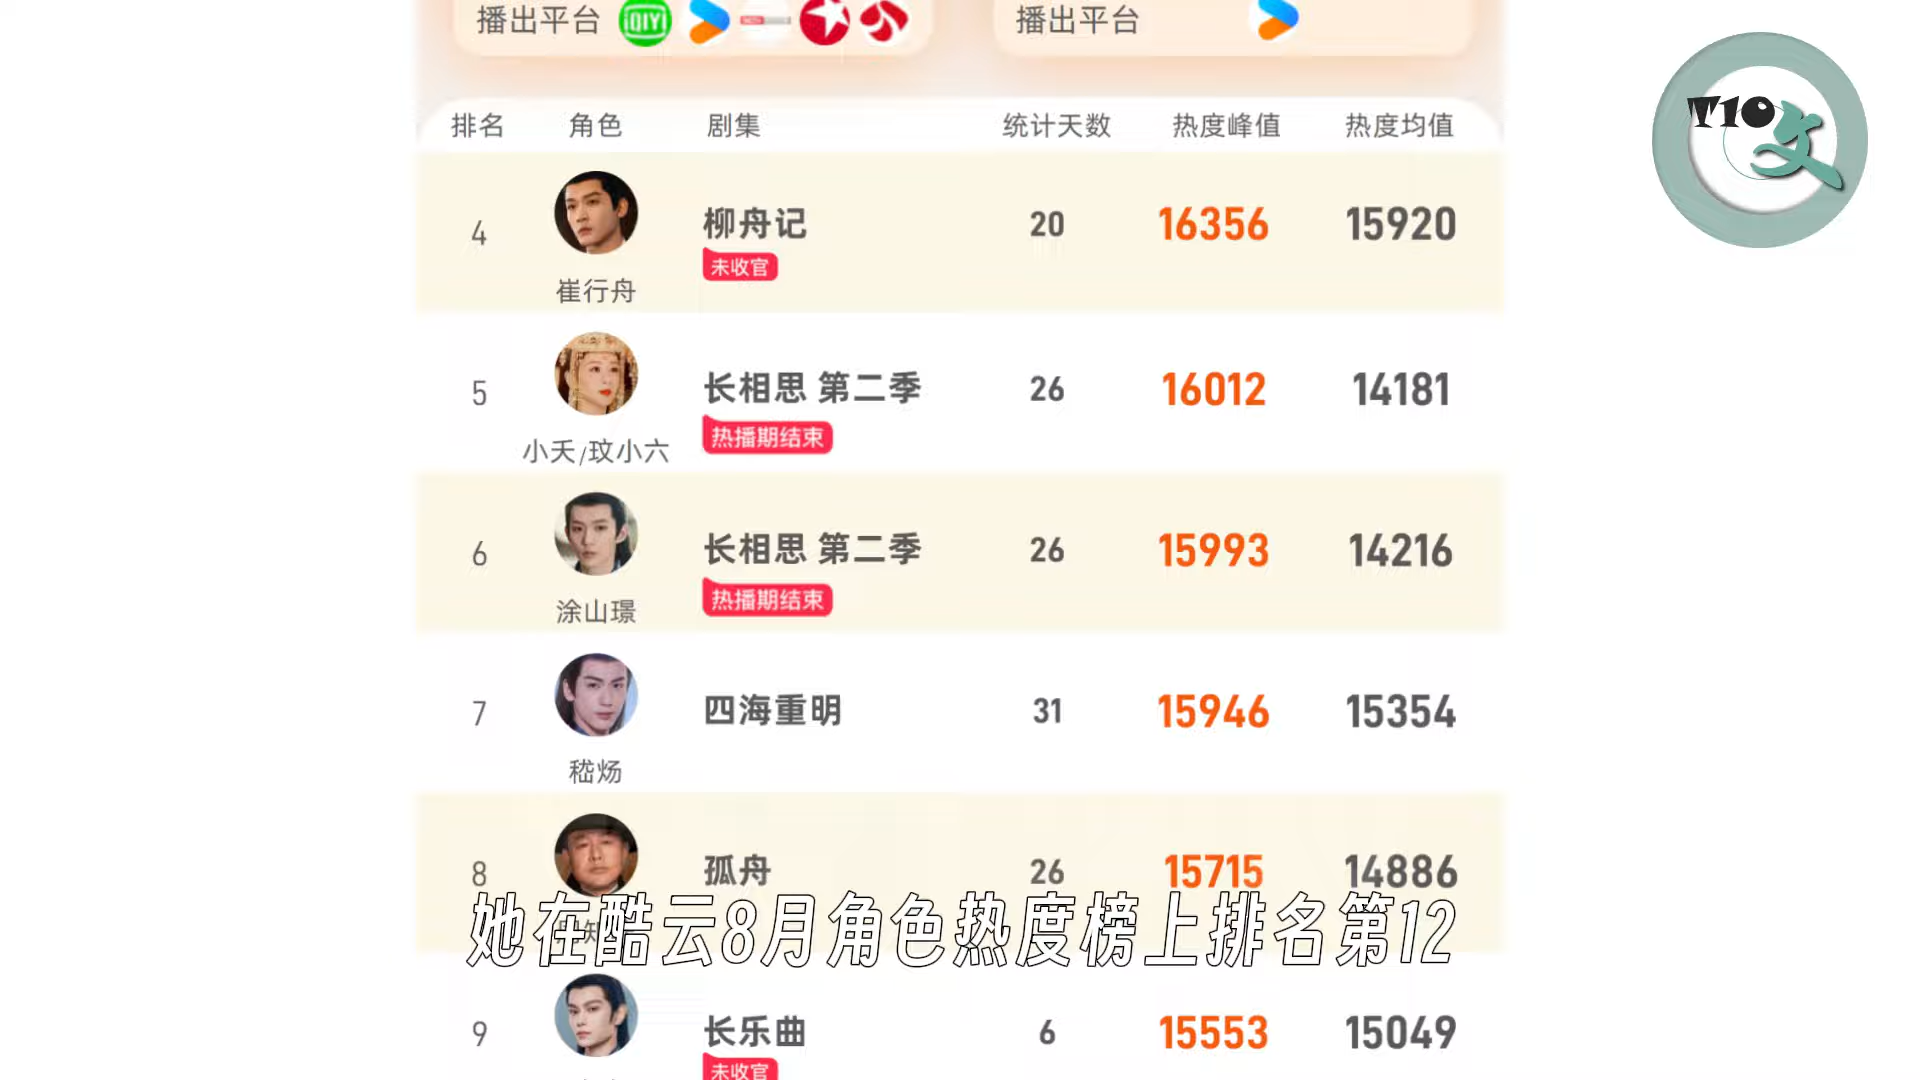 播出平台 iQIYI 播出平台
T10文
排名 角色 剧集 统计天数 热度峰值 热度均值
4 柳舟记 20 16356 15920
未收官
崔行舟
5 长相思 第二季 26 16012 14181
热播期结束
小夭/玟小六
6 长相思 第二季 26 15993 14216
热播期结束
涂山璟
7 四海重明 31 15946 15354
嵇炀
8 孤舟 26 15715 14886
她在酷云8月角色热度榜上排名第12
9 长乐曲 6 15553 15049
未收官